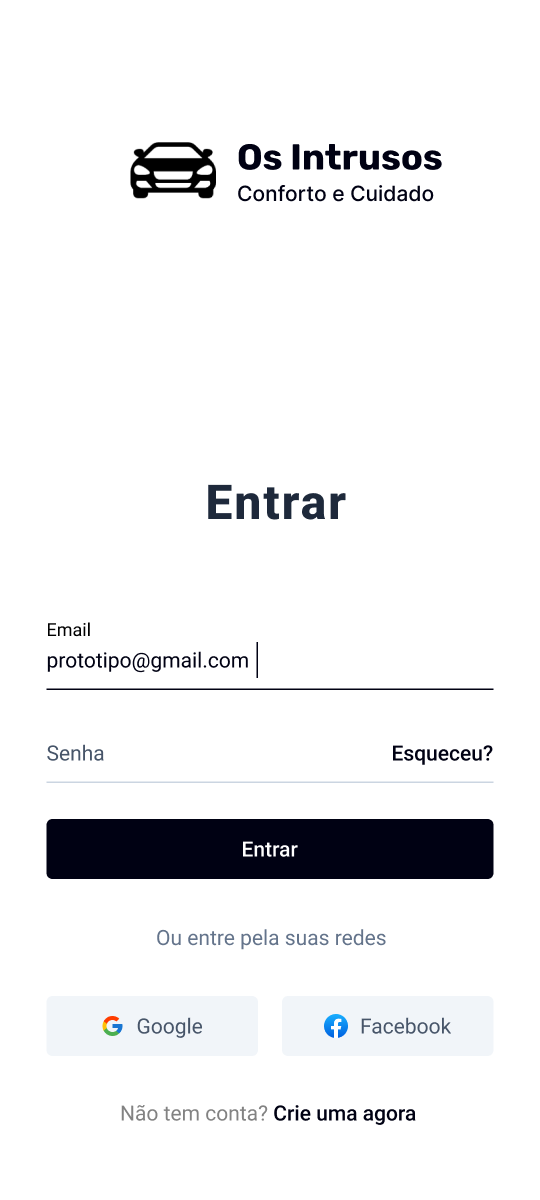 Os Intrusos
Conforto e Cuidado
Entrar
Email
prototipo@gmail.com
Senha Esqueceu?
Entrar
Ou entre pela suas redes
Google Facebook
Não tem conta? Crie uma agora